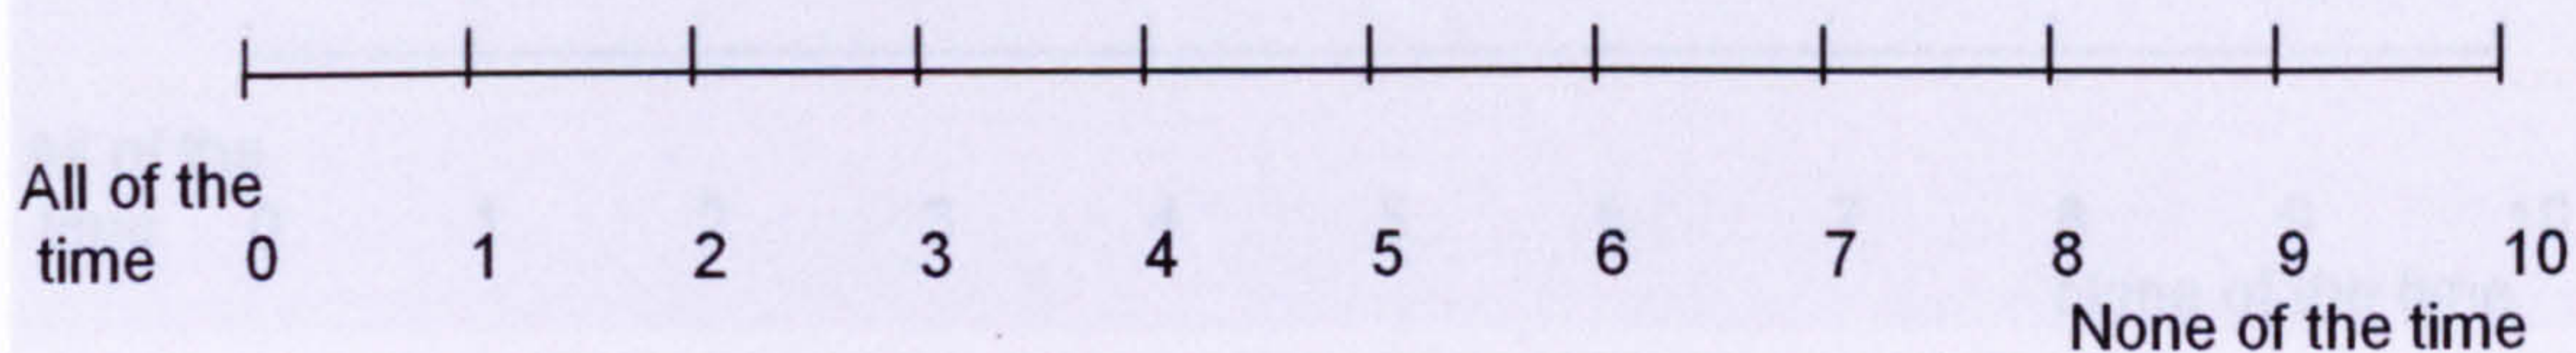 All of the
time 0 1 2 3 4 5 6 7 8 9 10
None of the time